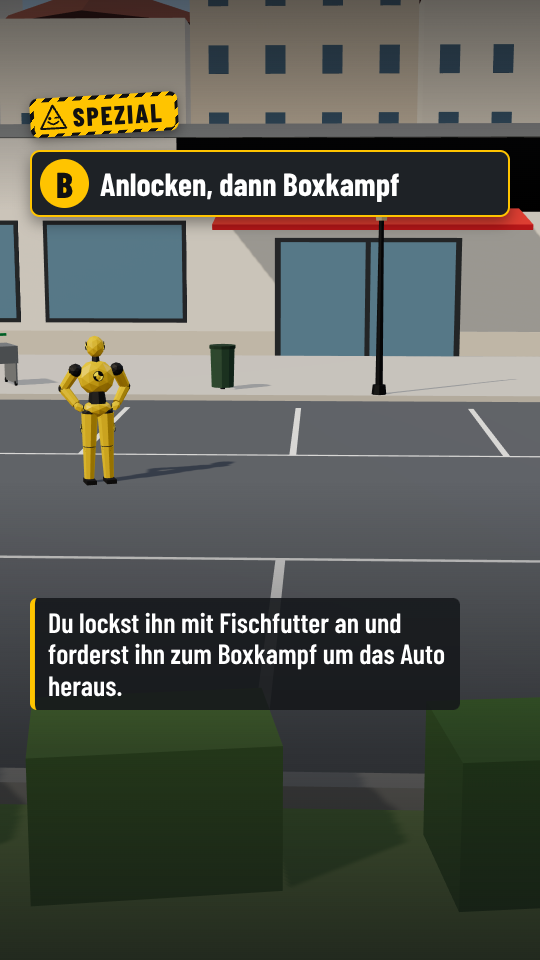 SPEZIAL
B Anlocken, dann Boxkampf
Du lockst ihn mit Fischfutter an und
forderst ihn zum Boxkampf um das Auto
heraus.